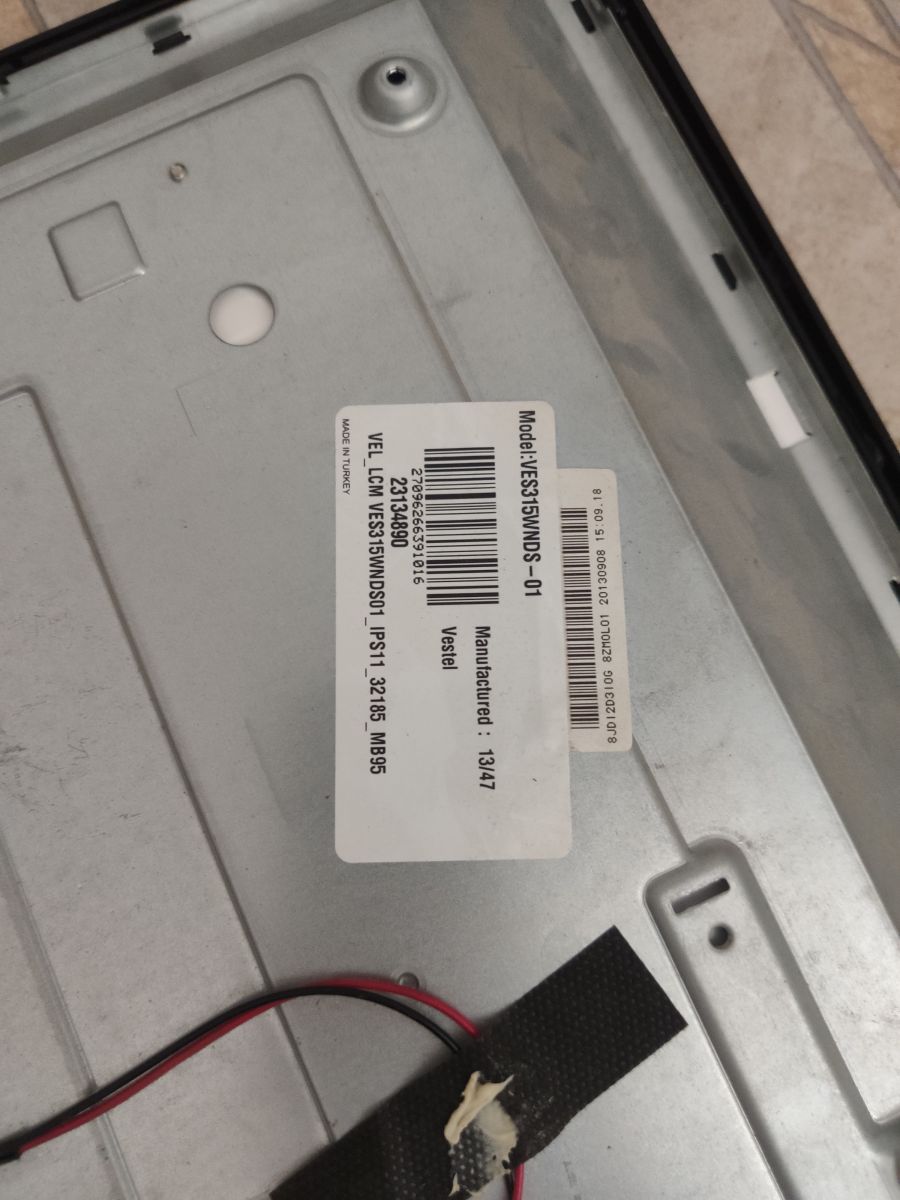 Model:VES315WNDS-01
Manufactured : 13/47
Vestel
27096266391016
23134890
VEL_LCM VES315WNDS01_IPS11_32185_MB95
MADE IN TURKEY
8JD12D310G 8ZMOL01 20130908 15:09.18